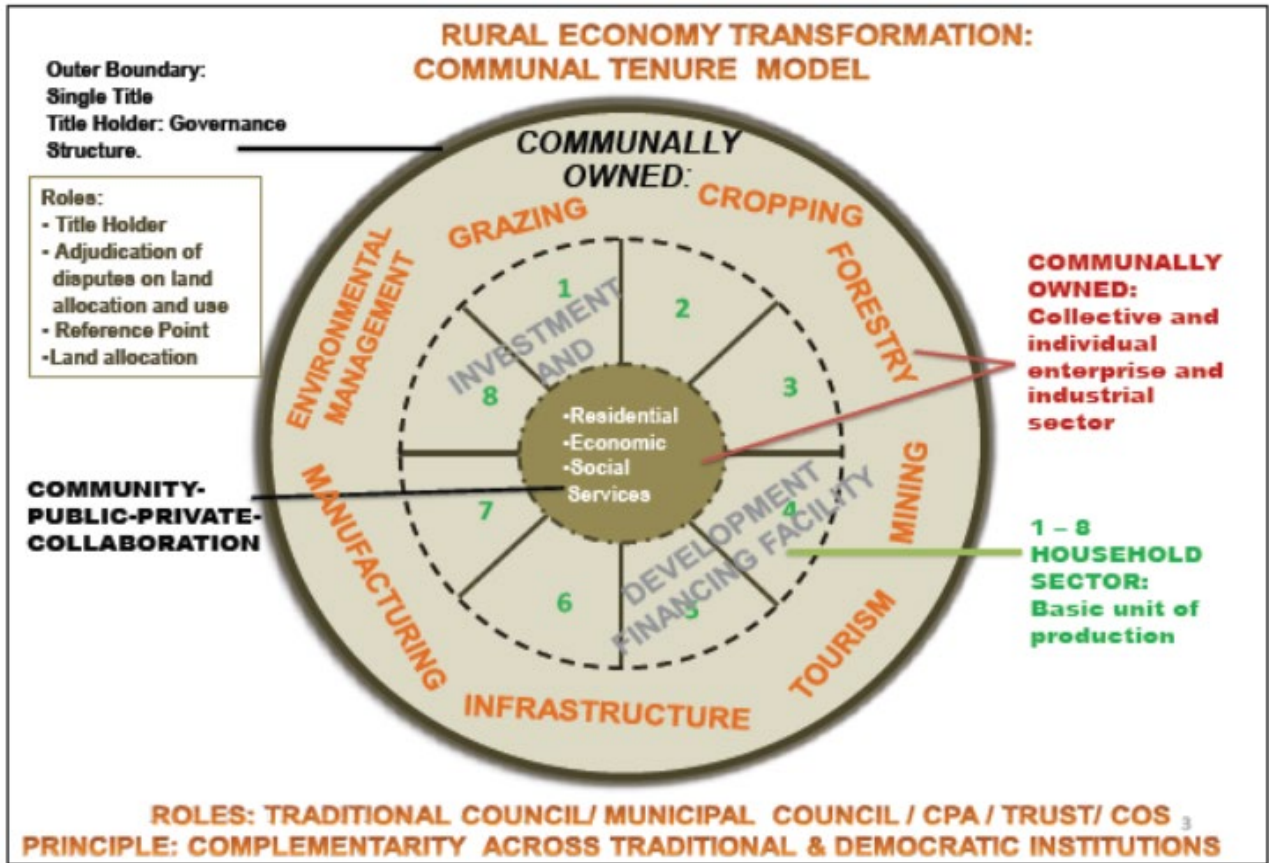 RURAL ECONOMY TRANSFORMATION:
COMMUNAL TENURE MODEL
Outer Boundary:
Single Title
Title Holder: Governance
Structure.
Roles:
- Title Holder
- Adjudication of
disputes on land
allocation and use
- Reference Point
-Land allocation
COMMUNALLY
OWNED:
GRAZING
CROPPING
FORESTRY
MINING
TOURISM
INFRASTRUCTURE
MANUFACTURING
ENVIRONMENTAL
MANAGEMENT
1
2
3
4
5
6
7
8
INVESTMENT
AND
DEVELOPMENT
FINANCING FACILITY
-Residential
-Economic
-Social
Services
COMMUNITY-
PUBLIC-PRIVATE-
COLLABORATION
COMMUNALLY
OWNED:
Collective and
individual
enterprise and
industrial
sector
1 – 8
HOUSEHOLD
SECTOR:
Basic unit of
production
ROLES: TRADITIONAL COUNCIL/ MUNICIPAL COUNCIL / CPA / TRUST/ COS
3
PRINCIPLE: COMPLEMENTARITY ACROSS TRADITIONAL & DEMOCRATIC INSTITUTIONS